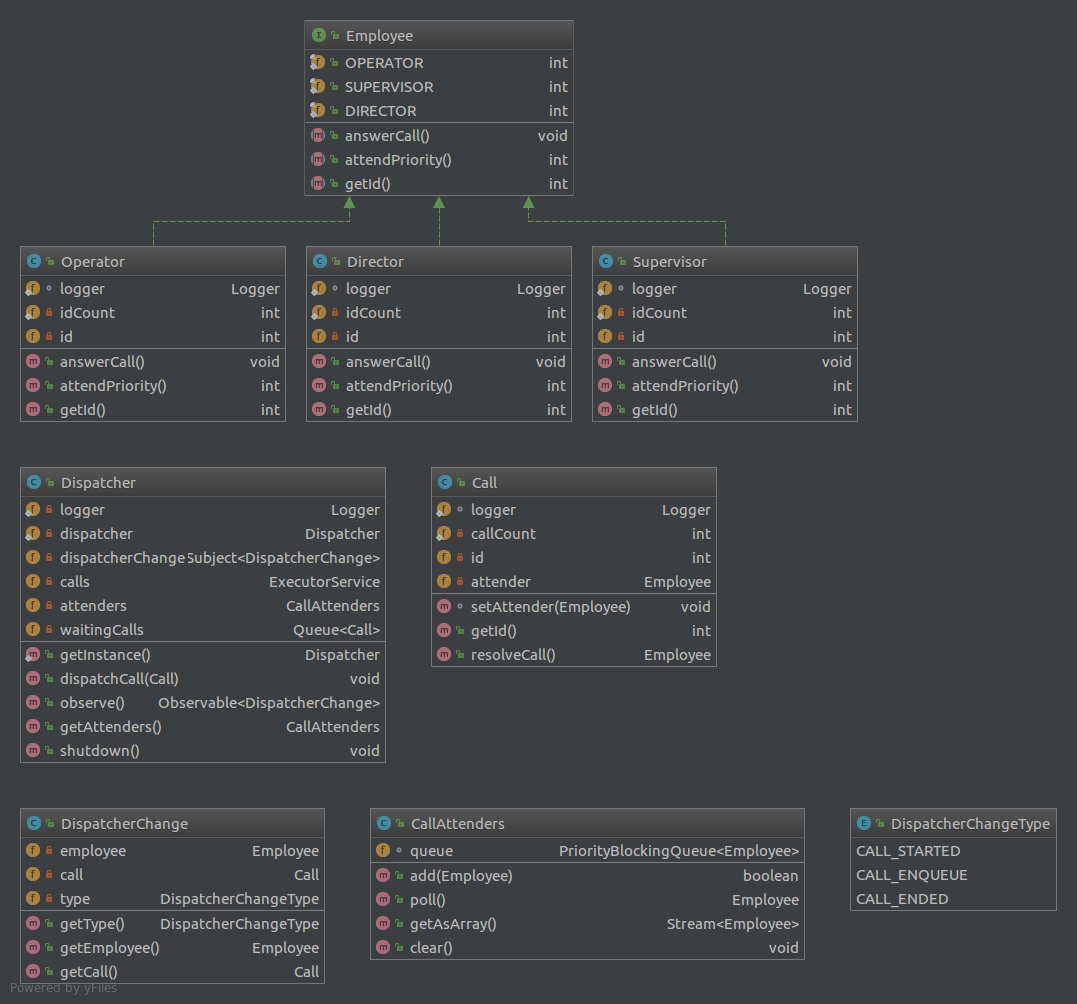 Employee
OPERATOR int
SUPERVISOR int
DIRECTOR int
answerCall() void
attendPriority() int
getId() int
Operator
logger Logger
idCount int
id int
answerCall() void
attendPriority() int
getId() int
Director
logger Logger
idCount int
id int
answerCall() void
attendPriority() int
getId() int
Supervisor
logger Logger
idCount int
id int
answerCall() void
attendPriority() int
getId() int
Dispatcher
logger Logger
dispatcher Dispatcher
dispatcherChange Subject<DispatcherChange>
calls ExecutorService
attenders CallAttenders
waitingCalls Queue<Call>
getInstance() Dispatcher
dispatchCall(Call) void
observe() Observable<DispatcherChange>
getAttenders() CallAttenders
shutdown() void
Call
logger Logger
callCount int
id int
attender Employee
setAttender(Employee) void
getId() int
resolveCall() Employee
DispatcherChange
employee Employee
call Call
type DispatcherChangeType
getType() DispatcherChangeType
getEmployee() Employee
getCall() Call
CallAttenders
queue PriorityBlockingQueue<Employee>
add(Employee) boolean
poll() Employee
getAsArray() Stream<Employee>
clear() void
DispatcherChangeType
CALL_STARTED
CALL_ENQUEUE
CALL_ENDED
Powered by yFiles